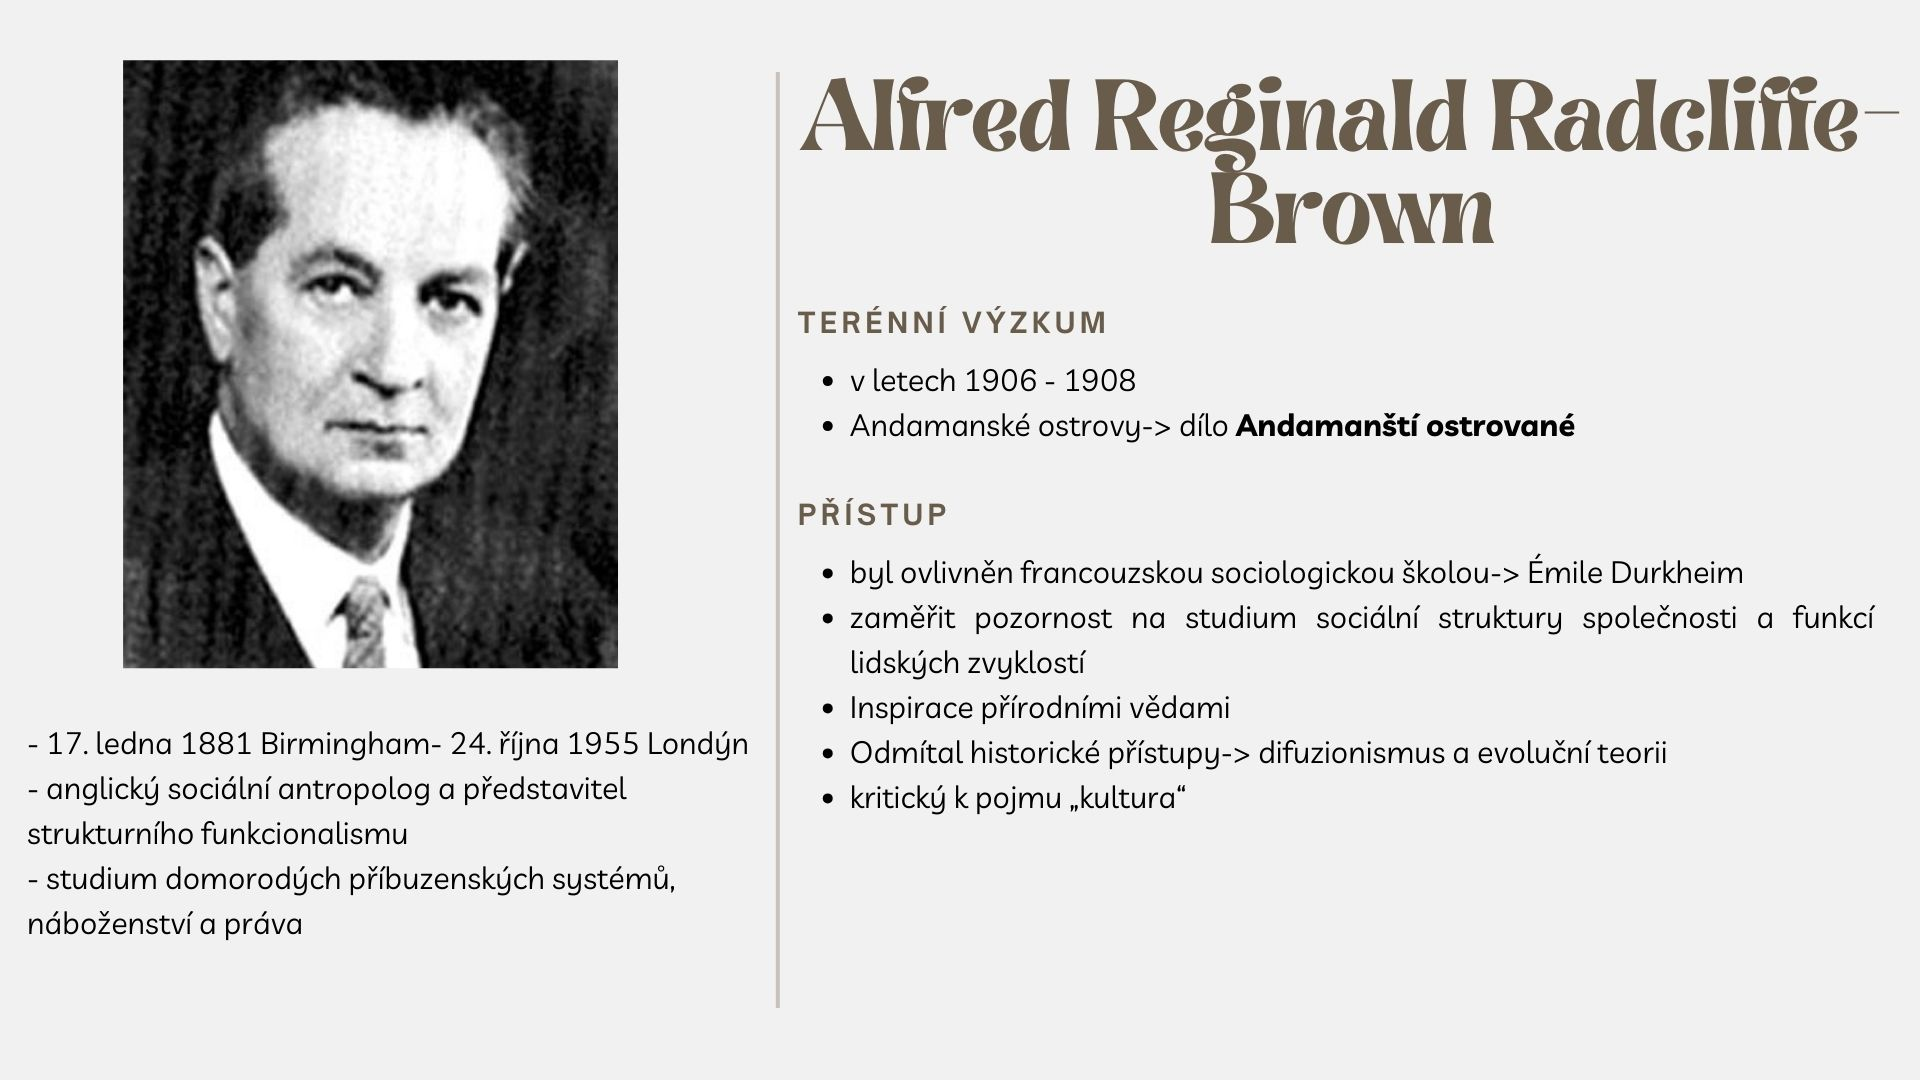 Alfred Reginald Radcliffe-
Brown
TERÉNNÍ VÝZKUM
• v letech 1906 - 1908
• Andamanské ostrovy-> dílo Andamanští ostrované
PŘÍSTUP
• byl ovlivněn francouzskou sociologickou školou-> Émile Durkheim
• zaměřit pozornost na studium sociální struktury společnosti a funkcí
lidských zvyklostí
• Inspirace přírodními vědami
• Odmítal historické přístupy-> difuzionismus a evoluční teorii
• kritický k pojmu „kultura“
- 17. ledna 1881 Birmingham- 24. října 1955 Londýn
- anglický sociální antropolog a představitel
strukturního funkcionalismu
- studium domorodých příbuzenských systémů,
náboženství a práva